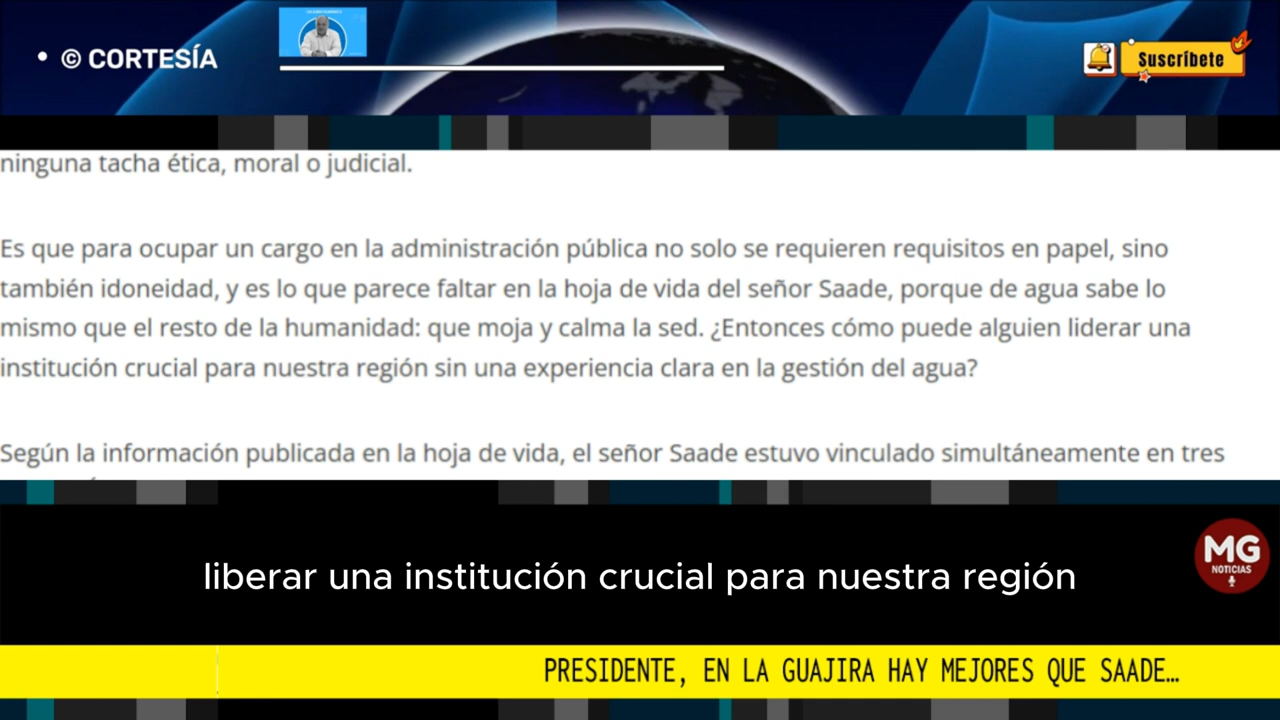 • © CORTESÍA
Suscríbete
ninguna tacha ética, moral o judicial.
Es que para ocupar un cargo en la administración pública no solo se requieren requisitos en papel, sino
también idoneidad, y es lo que parece faltar en la hoja de vida del señor Saade, porque de agua sabe lo
mismo que el resto de la humanidad: que moja y calma la sed. ¿Entonces cómo puede alguien liderar una
institución crucial para nuestra región sin una experiencia clara en la gestión del agua?
Según la información publicada en la hoja de vida, el señor Saade estuvo vinculado simultáneamente en tres
liberar una institución crucial para nuestra región
MG
NOTICIAS
PRESIDENTE, EN LA GUAJIRA HAY MEJORES QUE SAADE…